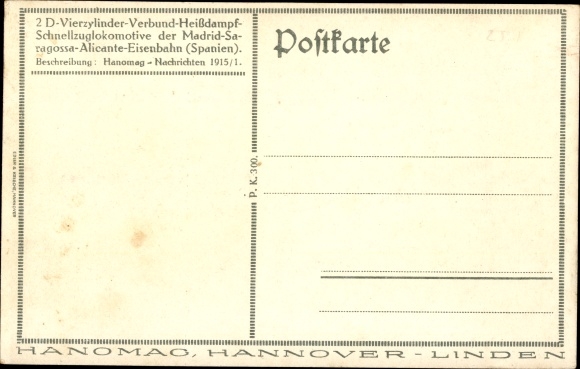 2 D-Vierzylinder-Verbund-Heißdampf-
Schnellzuglokomotive der Madrid-Sa-
ragossa-Alicante-Eisenbahn (Spanien).
Beschreibung: Hanomag-Nachrichten 1915/1.
Postkarte
P. K. 300.
HANOMAG, HANNOVER-LINDEN